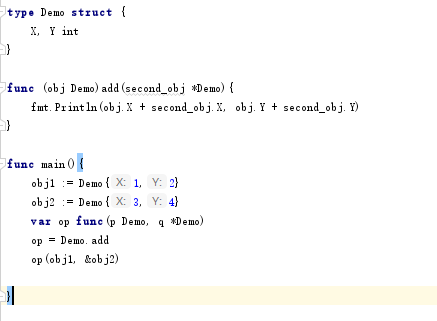 type Demo struct {
X, Y int
}
func (obj Demo)add(second_obj *Demo){
fmt.Println(obj.X + second_obj.X, obj.Y + second_obj.Y)
}
func main(){
obj1 := Demo{ X: 1, Y: 2}
obj2 := Demo{ X: 3, Y: 4}
var op func(p Demo, q *Demo)
op = Demo.add
op(obj1, &obj2)
}